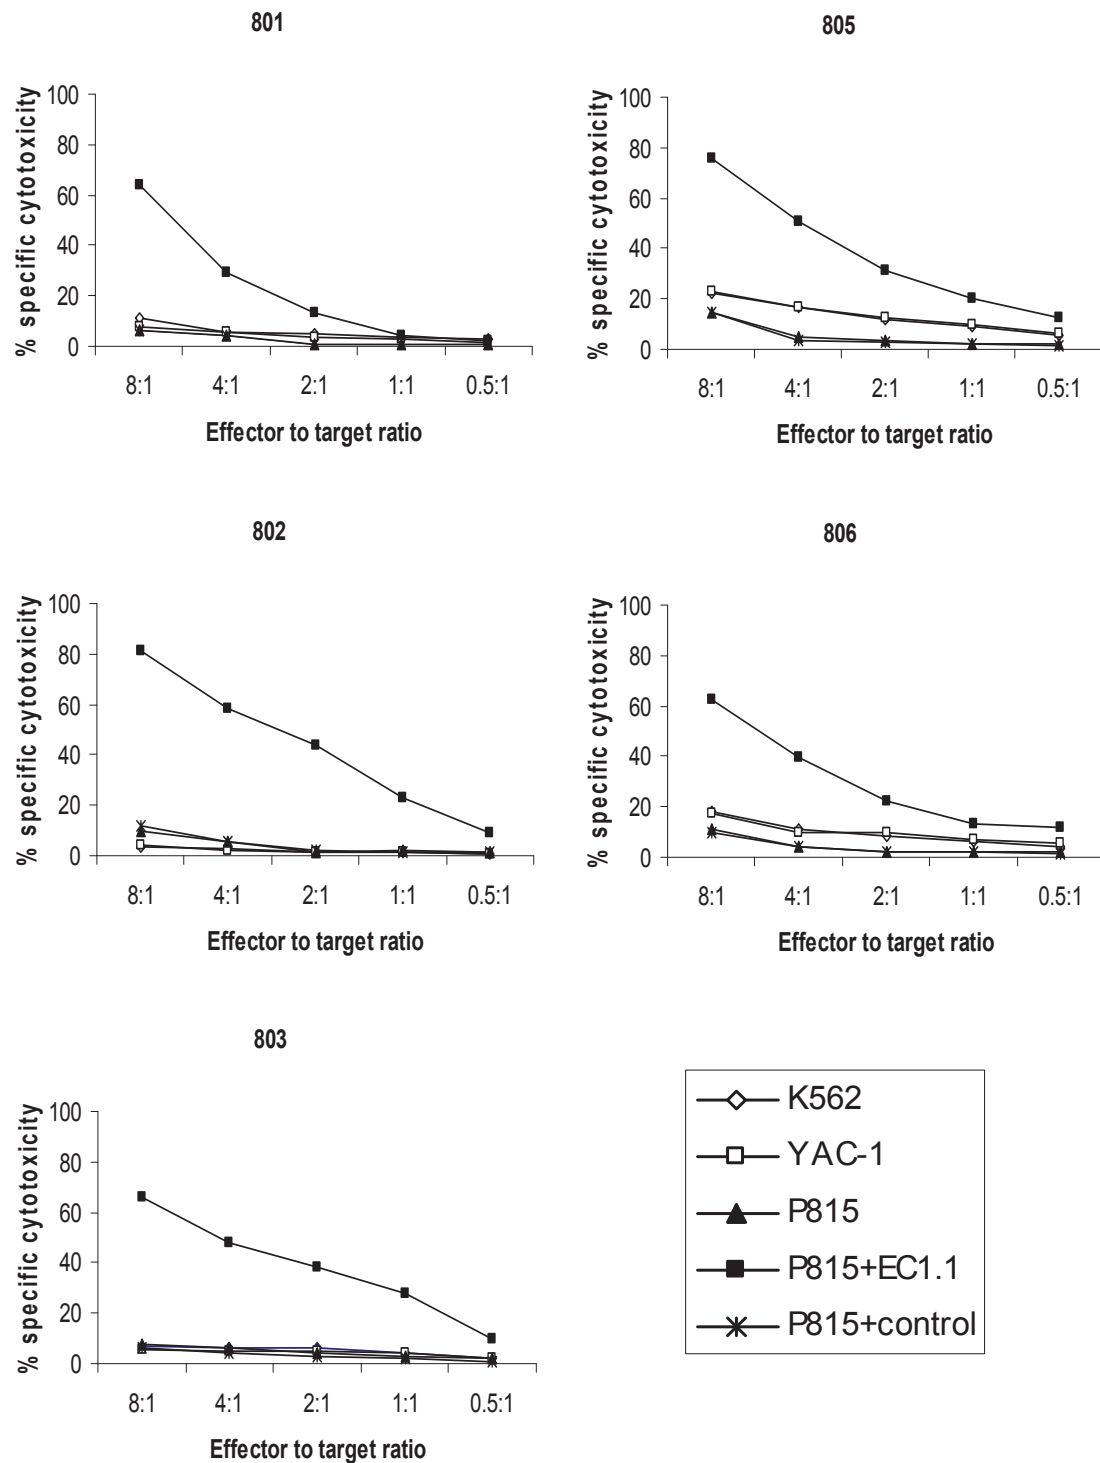 801
% specific cytotoxicity
100
80
60
40
20
0
8:1 4:1 2:1 1:1 0.5:1
Effector to target ratio
805
% specific cytotoxicity
100
80
60
40
20
0
8:1 4:1 2:1 1:1 0.5:1
Effector to target ratio
802
% specific cytotoxicity
100
80
60
40
20
0
8:1 4:1 2:1 1:1 0.5:1
Effector to target ratio
806
% specific cytotoxicity
100
80
60
40
20
0
8:1 4:1 2:1 1:1 0.5:1
Effector to target ratio
803
% specific cytotoxicity
100
80
60
40
20
0
8:1 4:1 2:1 1:1 0.5:1
Effector to target ratio
K562
YAC-1
P815
P815+EC1.1
P815+control